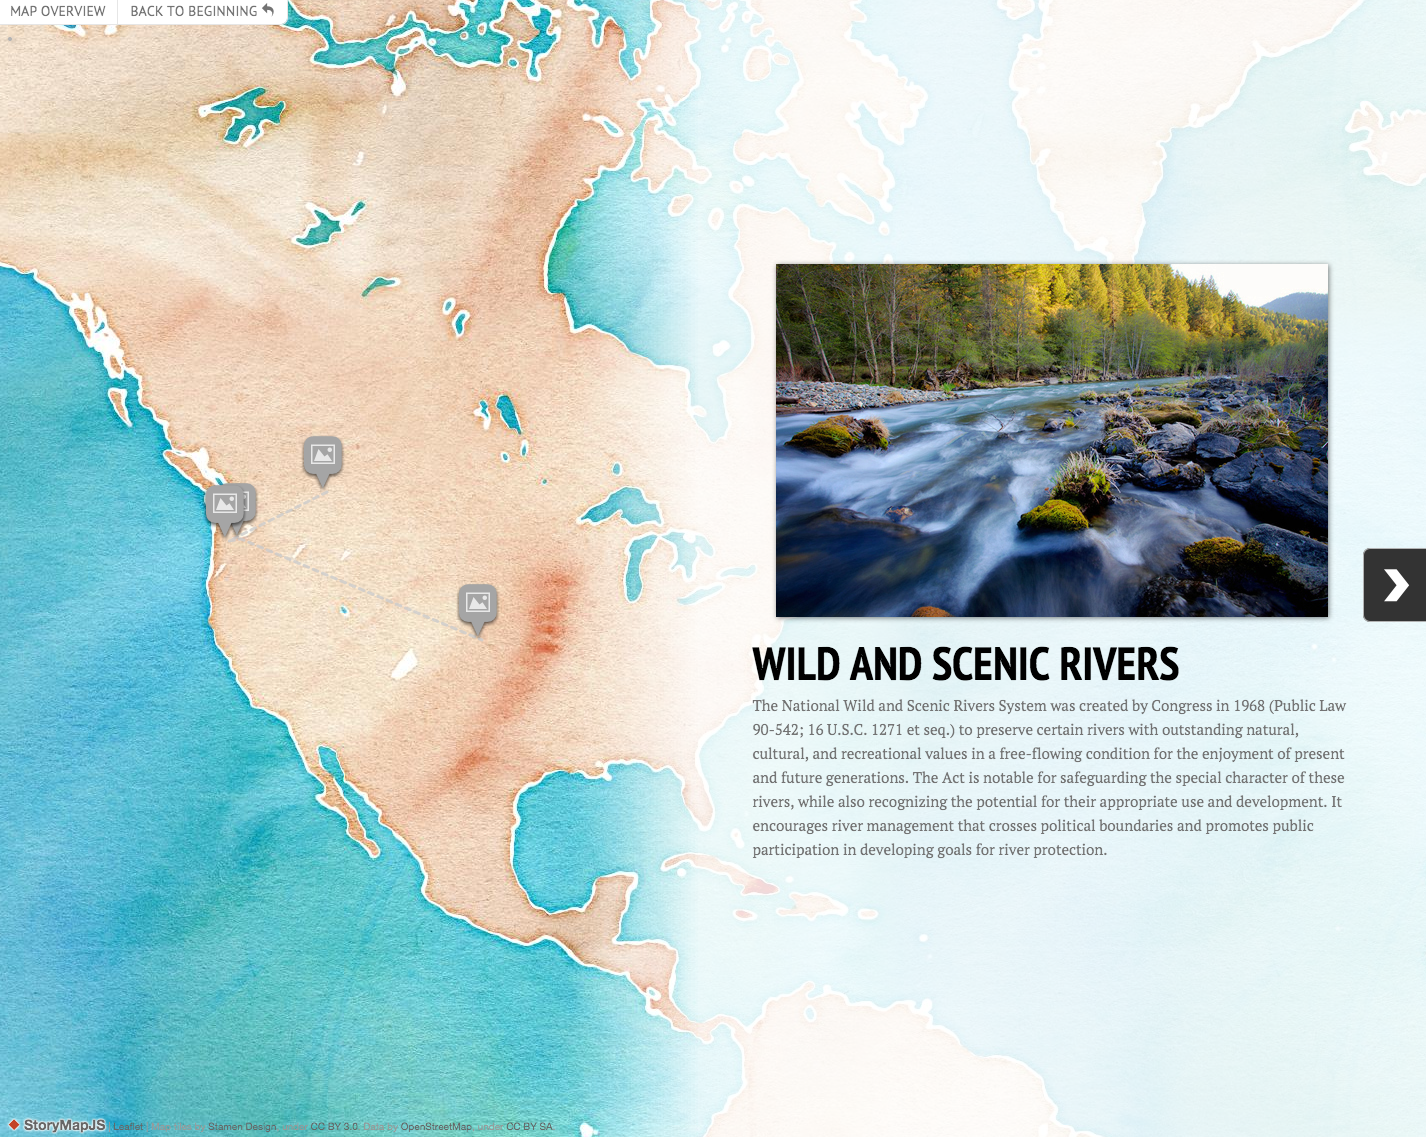 MAP OVERVIEW
BACK TO BEGINNING
WILD AND SCENIC RIVERS
The National Wild and Scenic Rivers System was created by Congress in 1968 (Public Law
90-542; 16 U.S.C. 1271 et seq.) to preserve certain rivers with outstanding natural,
cultural, and recreational values in a free-flowing condition for the enjoyment of present
and future generations. The Act is notable for safeguarding the special character of these
rivers, while also recognizing the potential for their appropriate use and development. It
encourages river management that crosses political boundaries and promotes public
participation in developing goals for river protection.
StoryMapJS Leaflet Stamen Design, under CC BY 3.0. Data by OpenStreetMap, under CC BY SA.